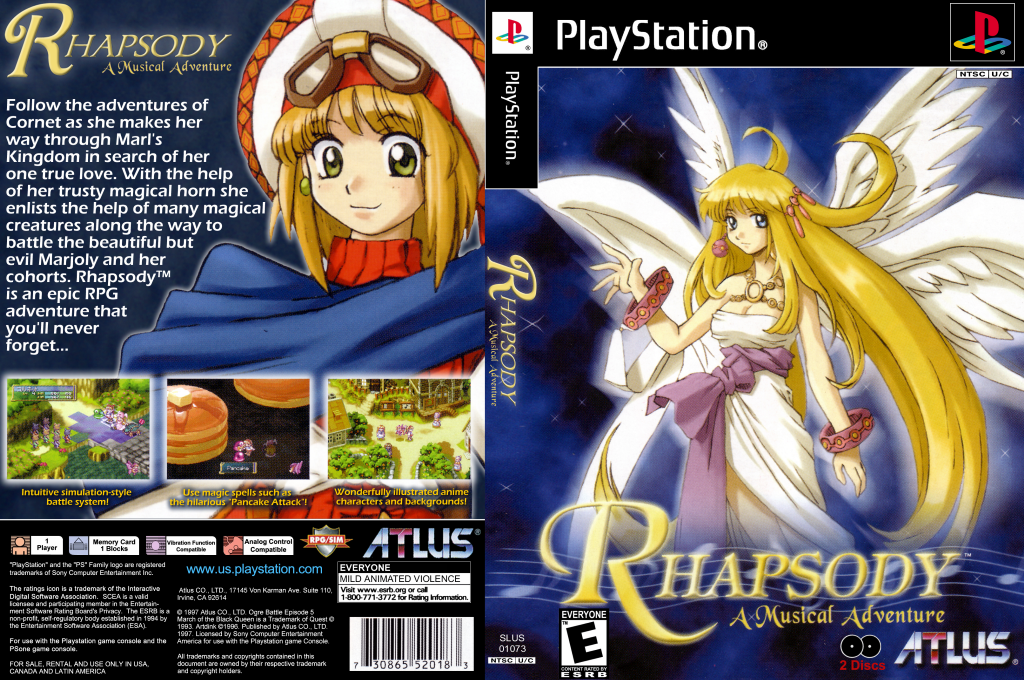 RHAPSODY
A Musical Adventure
Follow the adventures of
Cornet as she makes her
way through Marl's
Kingdom in search of her
one true love. With the help
of her trusty magical horn she
enlists the help of many magical
creatures along the way to
battle the beautiful but
evil Marjoly and her
cohorts. Rhapsody™
is an epic RPG
adventure that
you'll never
forget...
Pancake
Intuitive simulation-style
battle system!
Use magic spells such as
the hilarious "Pancake Attack"!
Wonderfully illustrated anime
characters and backgrounds!
1
Player
Memory Card
1 Blocks
Vibration Function
Compatible
Analog Control
Compatible
RPG/SIM
ATLUS®
"PlayStation" and the "PS" Family logo are registered
trademarks of Sony Computer Entertainment Inc.
The ratings icon is a trademark of the Interactive
Digital Software Association. SCEA is a valid
licensee and participating member in the Entertain-
ment Software Rating Board's Privacy. The ESRB is a
non-profit, self-regulatory body established in 1994 by
the Entertainment Software Association (ESA).
For use with the Playstation game console and the
PSone game console.
FOR SALE, RENTAL AND USE ONLY IN USA,
CANADA AND LATIN AMERICA
www.us.playstation.com
Atlus CO., LTD., 17145 Von Karman Ave. Suite 110,
Irvine, CA 92614
© 1997 Atlus CO., LTD. Ogre Battle Episode 5
March of the Black Queen is a Trademark of Quest ©
1993. Artdink ©1996. Published by Atlus CO., LTD.
1997. Licensed by Sony Computer Entertainment
America for use with the Playstation game Console.
All trademarks and copyrights contained in this
document are owned by their respective trademark
and copyright holders.
EVERYONE
MILD ANIMATED VIOLENCE
Visit www.esrb.org or call
1-800-771-3772 for Rating Information.
7 30865 52018 3
PlayStation®
RHAPSODY
A Musical Adventure
SLUS
01073
NTSC U/C
PlayStation®
NTSC U/C
RHAPSODY™
A Musical Adventure
EVERYONE
E
CONTENT RATED BY
ESRB
2 Discs
ATLUS®